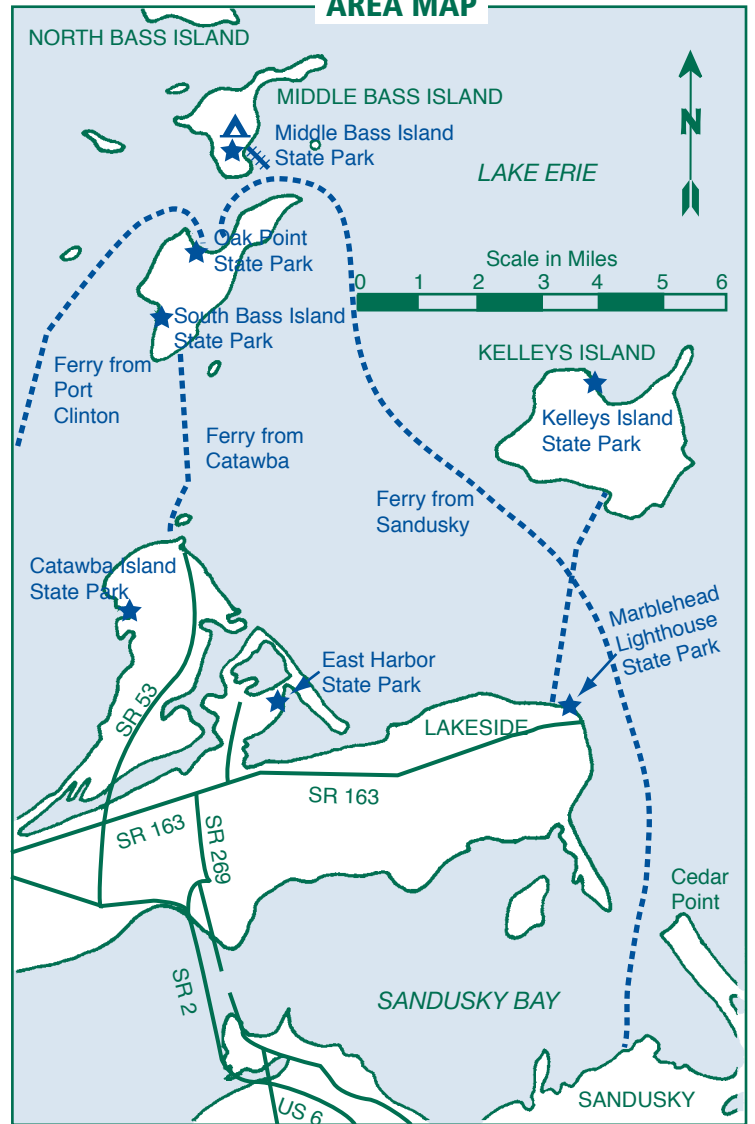 AREA MAP
NORTH BASS ISLAND
MIDDLE BASS ISLAND
Middle Bass Island
State Park
N
LAKE ERIE
Oak Point
State Park
Scale in Miles
0 1 2 3 4 5 6
South Bass Island
State Park
KELLEYS ISLAND
Ferry from
Port
Clinton
Kelleys Island
State Park
Ferry from
Catawba
Ferry from
Sandusky
Catawba Island
State Park
Marblehead
Lighthouse
State Park
East Harbor
State Park
SR 53
LAKESIDE
SR 163
SR 163
SR 269
Cedar
Point
SR 2
SANDUSKY BAY
US 6
SANDUSKY